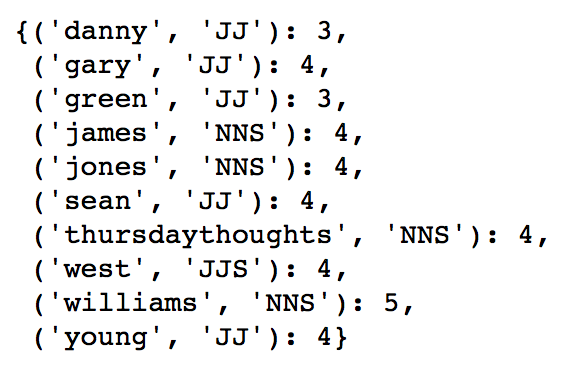 {('danny', 'JJ'): 3,
('gary', 'JJ'): 4,
('green', 'JJ'): 3,
('james', 'NNS'): 4,
('jones', 'NNS'): 4,
('sean', 'JJ'): 4,
('thursdaythoughts', 'NNS'): 4,
('west', 'JJS'): 4,
('williams', 'NNS'): 5,
('young', 'JJ'): 4}